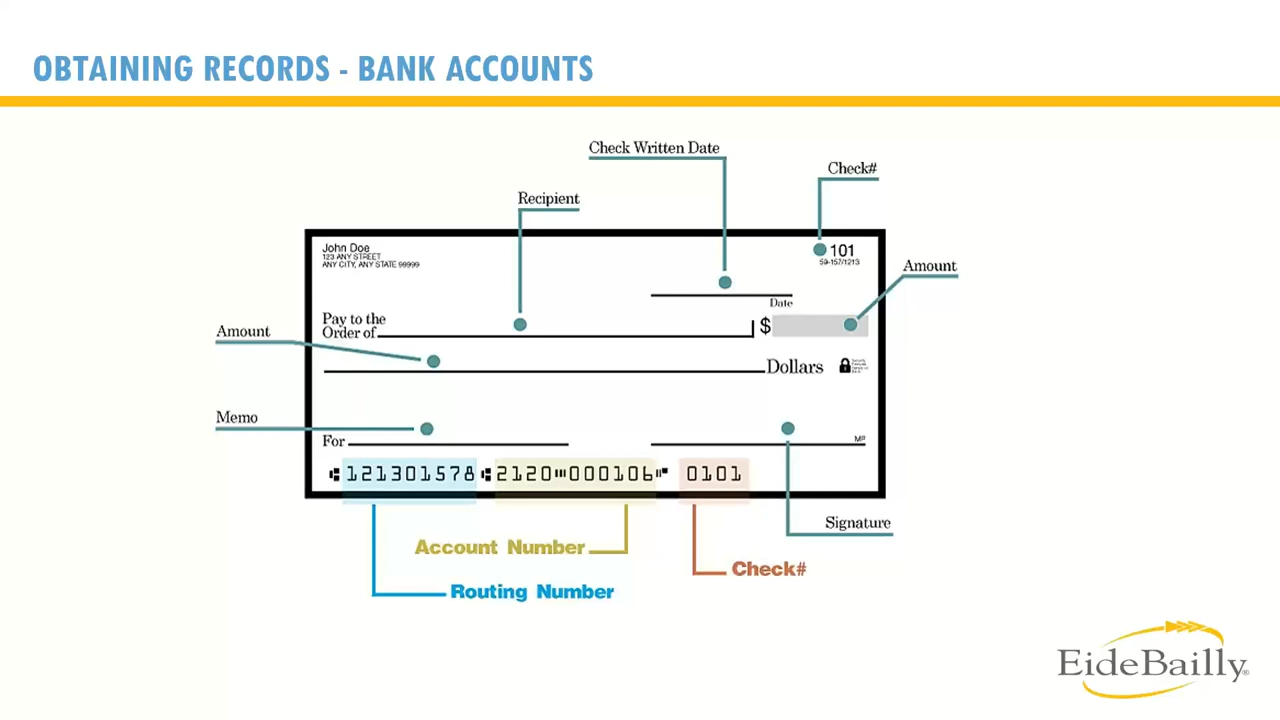 OBTAINING RECORDS - BANK ACCOUNTS
Check Written Date
Check#
Recipient
John Doe
123 ANY STREET
ANY CITY, ANY STATE 99999
101
59-157/1213
Amount
Date
Pay to the
Order of
$
Amount
Dollars
Memo
For
MP
121301578 2120 000106 0101
Signature
Account Number
Check#
Routing Number
EideBailly®